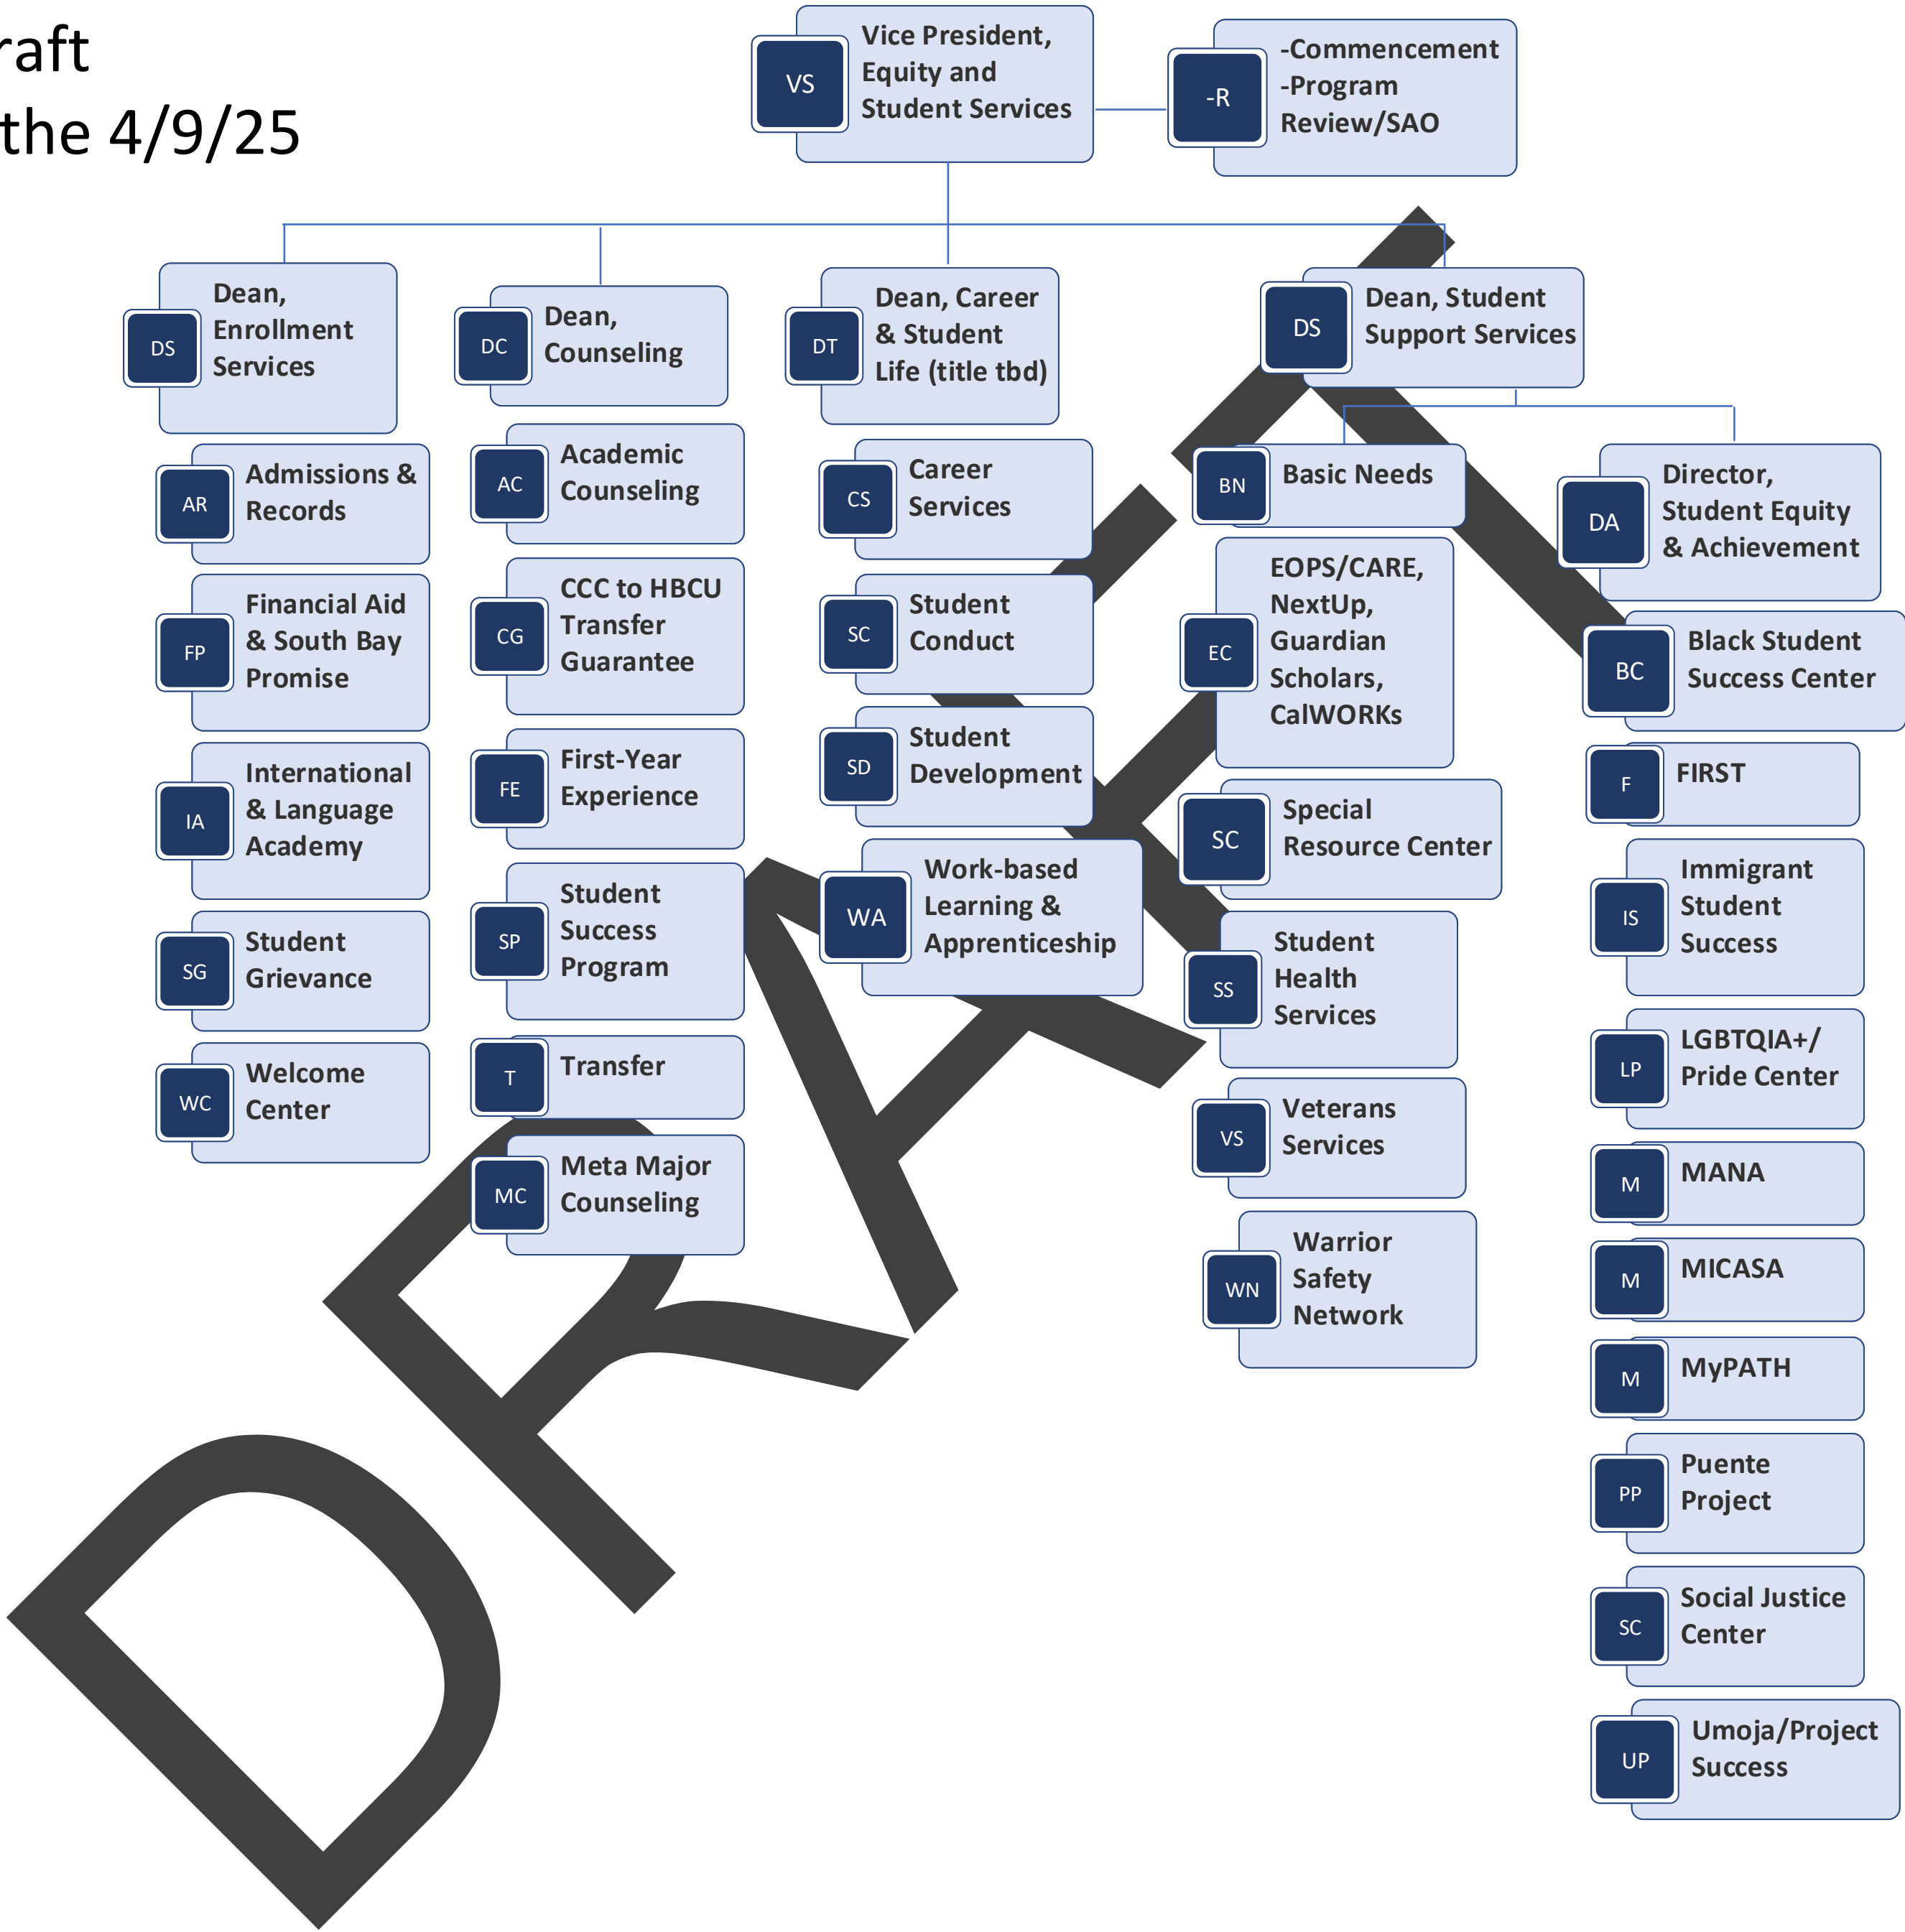 raft
the 4/9/25
VS
Vice President,
Equity and
Student Services
-R
-Commencement
-Program
Review/SAO
DS
Dean,
Enrollment
Services
AR
Admissions &
Records
FP
Financial Aid
& South Bay
Promise
IA
International
& Language
Academy
SG
Student
Grievance
WC
Welcome
Center
DC
Dean,
Counseling
AC
Academic
Counseling
CG
CCC to HBCU
Transfer
Guarantee
FE
First-Year
Experience
SP
Student
Success
Program
T
Transfer
MC
Meta Major
Counseling
DT
Dean, Career
& Student
Life (title tbd)
CS
Career
Services
SC
Student
Conduct
SD
Student
Development
WA
Work-based
Learning &
Apprenticeship
DS
Dean, Student
Support Services
BN
Basic Needs
EC
EOPS/CARE,
NextUp,
Guardian
Scholars,
CalWORKs
SC
Special
Resource Center
SS
Student
Health
Services
VS
Veterans
Services
WN
Warrior
Safety
Network
DA
Director,
Student Equity
& Achievement
BC
Black Student
Success Center
F
FIRST
IS
Immigrant
Student
Success
LP
LGBTQIA+/
Pride Center
M
MANA
M
MICASA
M
MyPATH
PP
Puente
Project
SC
Social Justice
Center
UP
Umoja/Project
Success
DRAFT